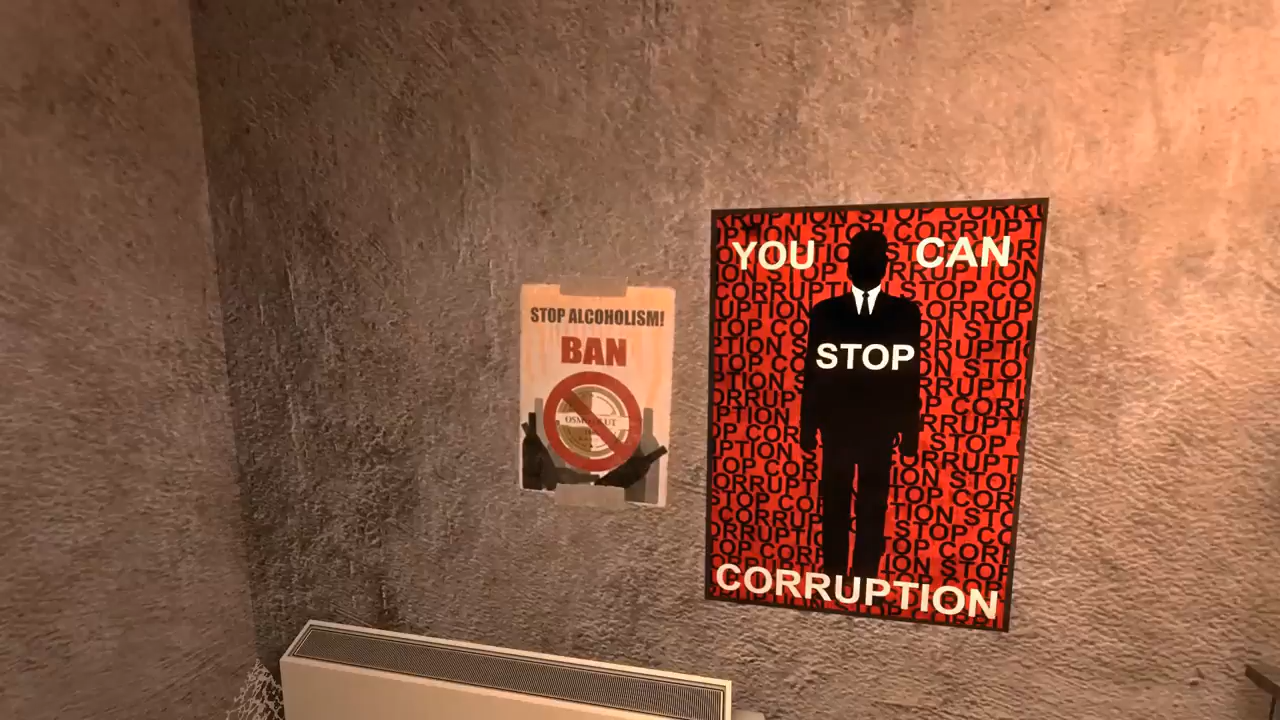 STOP ALCOHOLISM!
BAN
YOU CAN
STOP
CORRUPTION